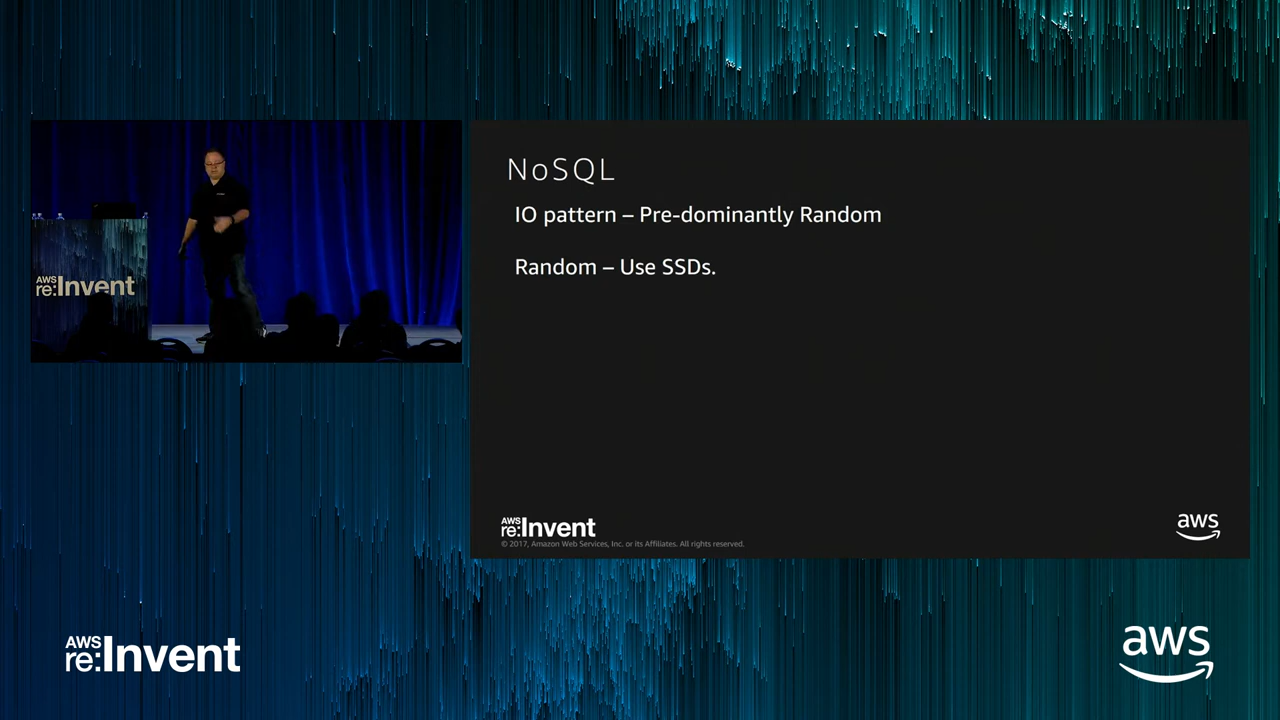 NoSQL
IO pattern – Pre-dominantly Random
Random – Use SSDs.
AWS
re:Invent
AWS
re:Invent
© 2017, Amazon Web Services, Inc. or its Affiliates. All rights reserved.
aws
AWS
re:Invent
aws